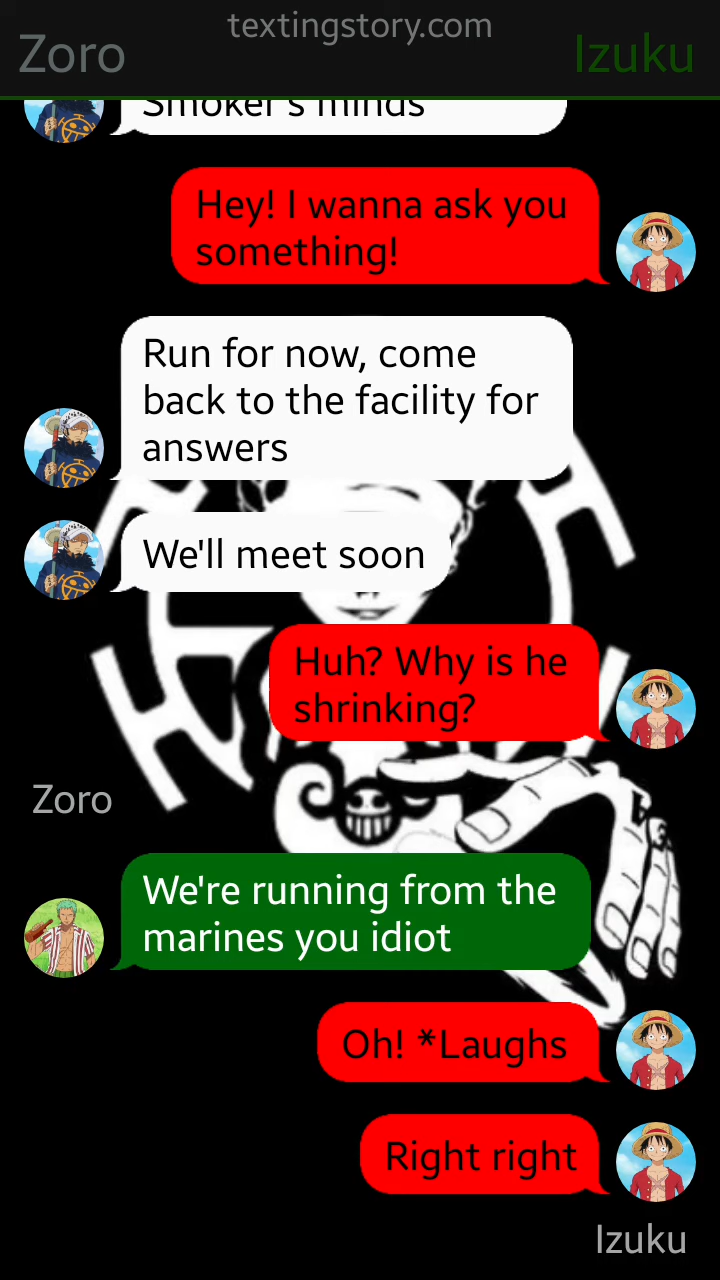 textingstory.com
Zoro
Izuku
Smoker's minds
Hey! I wanna ask you
something!
Run for now, come
back to the facility for
answers
We'll meet soon
Huh? Why is he
shrinking?
Zoro
We're running from the
marines you idiot
Oh! *Laughs
Right right
Izuku